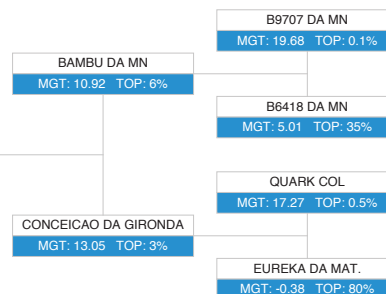 B9707 DA MN
MGT: 19.68 TOP: 0.1%
BAMBU DA MN
MGT: 10.92 TOP: 6%
B6418 DA MN
MGT: 5.01 TOP: 35%
QUARK COL
MGT: 17.27 TOP: 0.5%
CONCEICAO DA GIRONDA
MGT: 13.05 TOP: 3%
EUREKA DA MAT.
MGT: -0.38 TOP: 80%